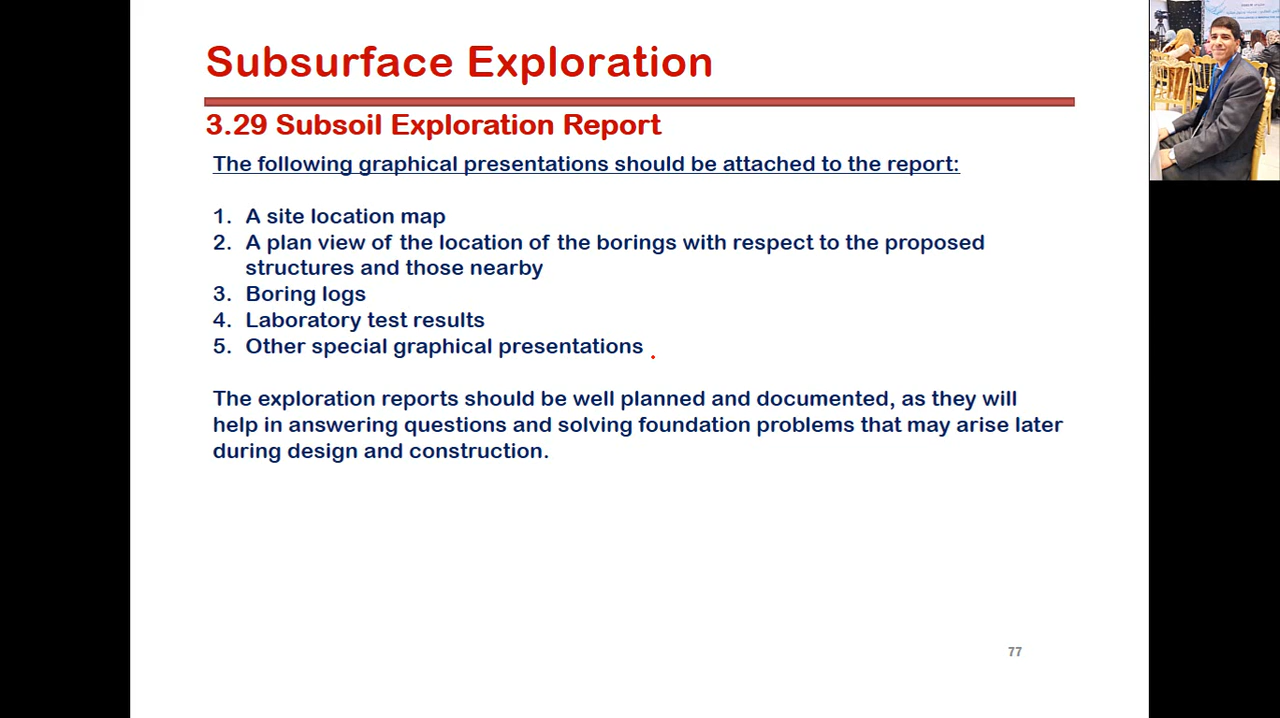 Subsurface Exploration
3.29 Subsoil Exploration Report
The following graphical presentations should be attached to the report:
1. A site location map
2. A plan view of the location of the borings with respect to the proposed
structures and those nearby
3. Boring logs
4. Laboratory test results
5. Other special graphical presentations
The exploration reports should be well planned and documented, as they will
help in answering questions and solving foundation problems that may arise later
during design and construction.
77